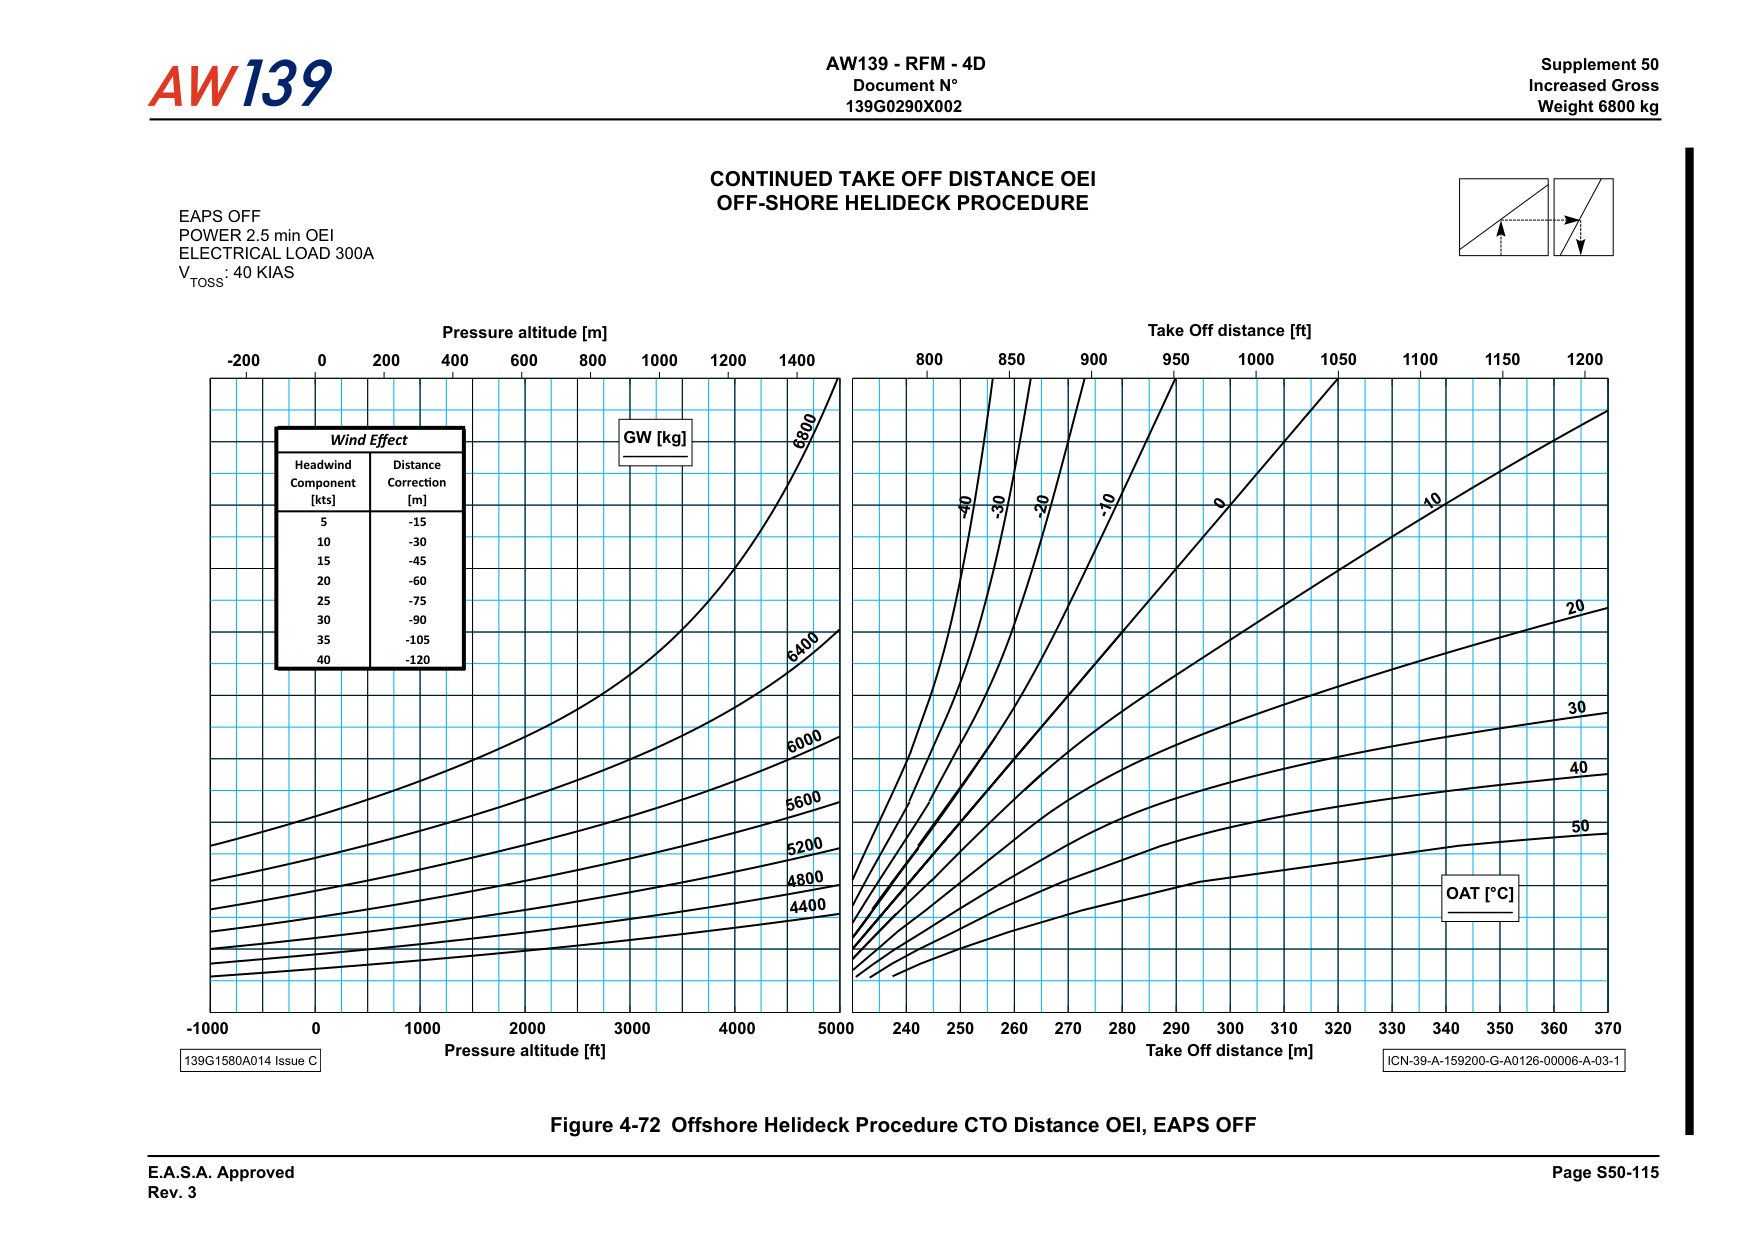 AW139
AW139 - RFM - 4D
Document N°
139G0290X002
Supplement 50
Increased Gross
Weight 6800 kg
CONTINUED TAKE OFF DISTANCE OEI
OFF-SHORE HELIDECK PROCEDURE
EAPS OFF
POWER 2.5 min OEI
ELECTRICAL LOAD 300A
VTOSS: 40 KIAS
Pressure altitude [m]
-200 0 200 400 600 800 1000 1200 1400
Take Off distance [ft]
800 850 900 950 1000 1050 1100 1150 1200
Wind Effect
Headwind Component [kts] Distance Correction [m]
5 -15
10 -30
15 -45
20 -60
25 -75
30 -90
35 -105
40 -120
GW [kg]
6800
6400
6000
5600
5200
4800
4400
-40 -30 -20 -10 0 10
20
30
40
50
OAT [°C]
-1000 0 1000 2000 3000 4000 5000
Pressure altitude [ft]
240 250 260 270 280 290 300 310 320 330 340 350 360 370
Take Off distance [m]
139G1580A014 Issue C
ICN-39-A-159200-G-A0126-00006-A-03-1
Figure 4-72 Offshore Helideck Procedure CTO Distance OEI, EAPS OFF
E.A.S.A. Approved
Rev. 3
Page S50-115